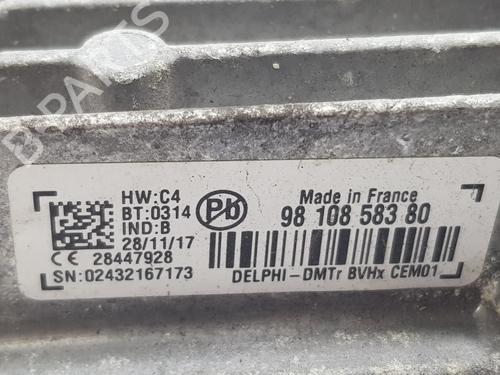 B-PARTS
HW:C4
BT:0314
IND:B
28/11/17
CE 28447928
SN:02432167173
Pb
Made in France
98 108 583 80
DELPHI-DMTr BVHx CEM01